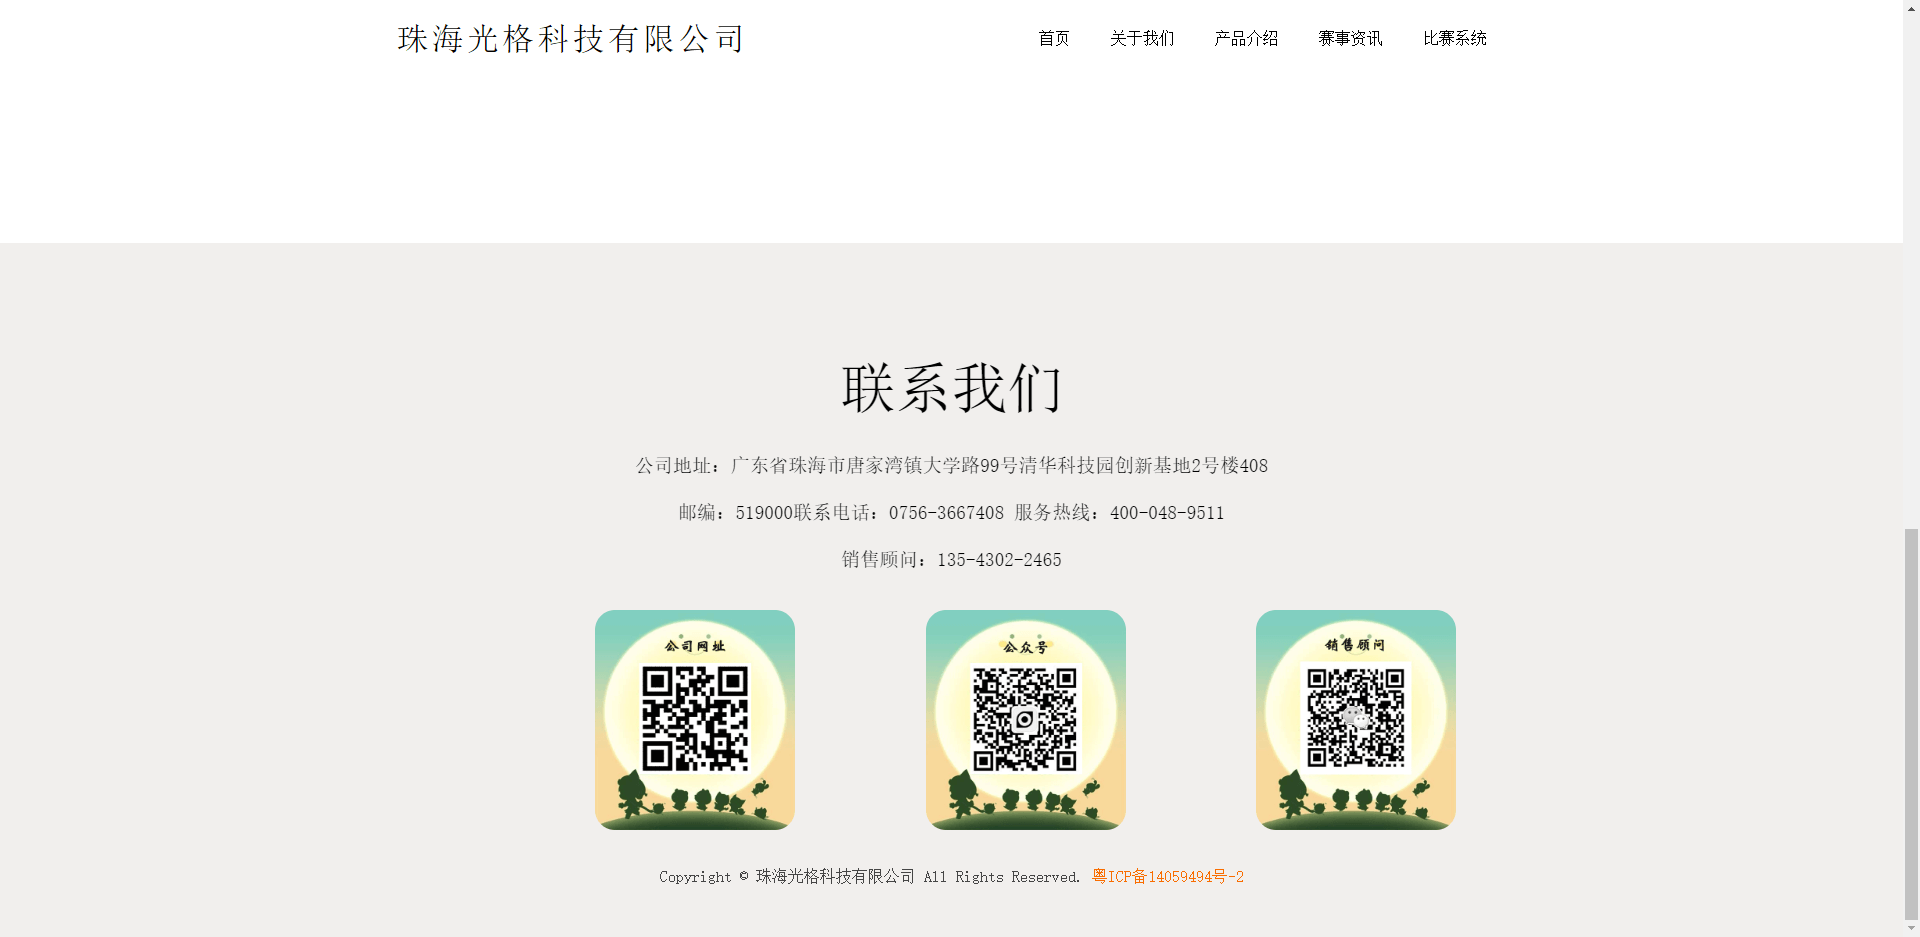 珠海光格科技有限公司
首页 关于我们 产品介绍 赛事资讯 比赛系统
联系我们
公司地址：广东省珠海市唐家湾镇大学路99号清华科技园创新基地2号楼408
邮编：519000联系电话：0756-3667408 服务热线：400-048-9511
销售顾问：135-4302-2465
公司网址 公众号 销售顾问
Copyright © 珠海光格科技有限公司 All Rights Reserved. 粤ICP备14059494号-2